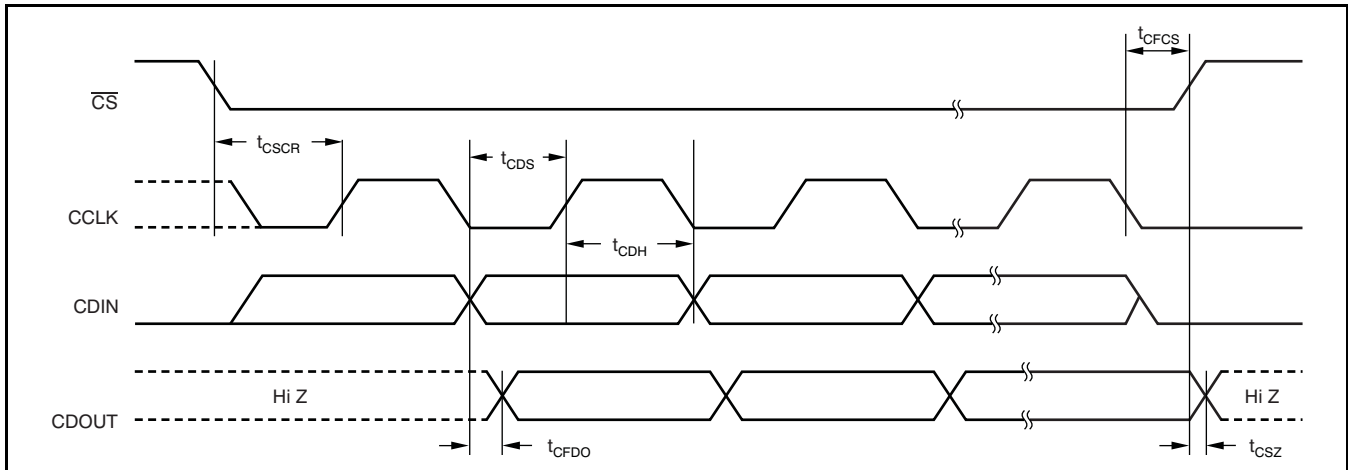 tCFCS
CS
tCSCR
tCDS
CCLK
tCDH
CDIN
Hi Z
Hi Z
CDOUT
tCFDO
tCSZ